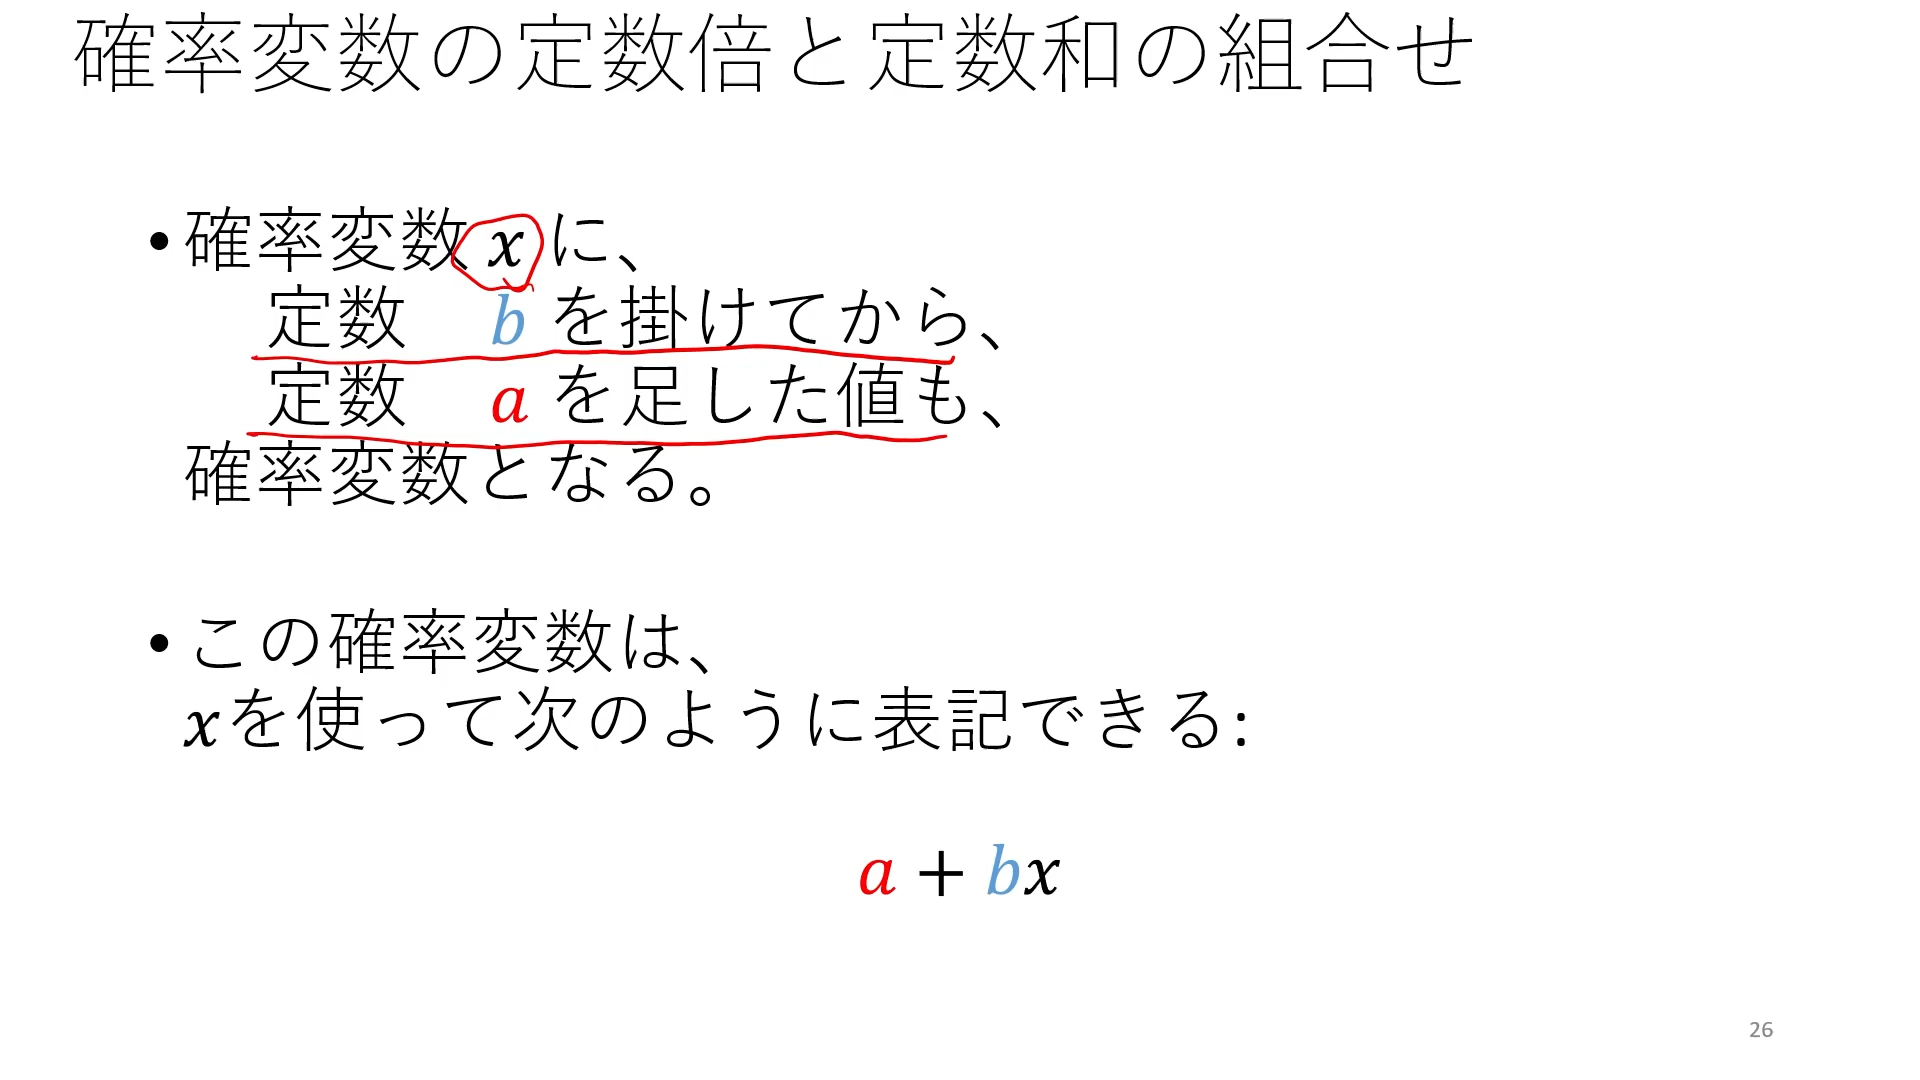 確率変数の定数倍と定数和の組合せ
•確率変数 x に、
定数 b を掛けてから、
定数 a を足した値も、
確率変数となる。
•この確率変数は、
xを使って次のように表記できる:
a + bx
26